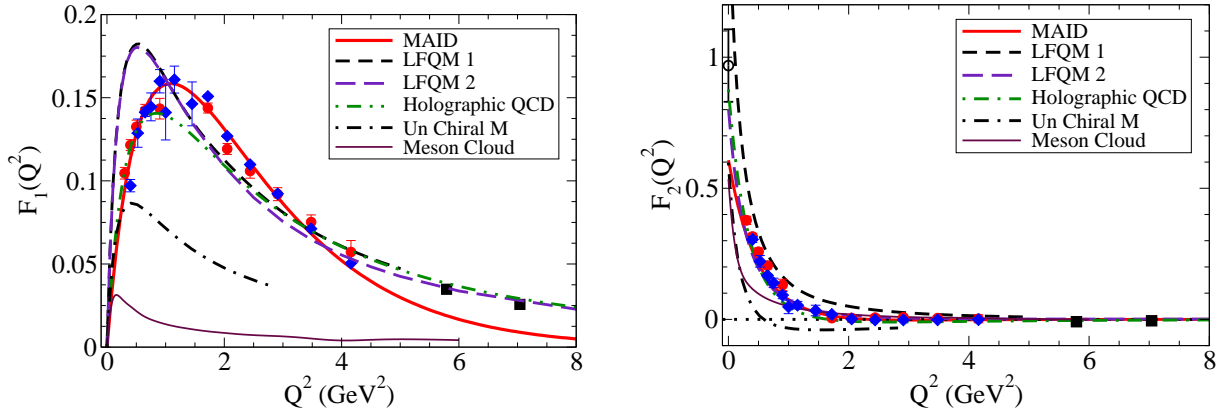 0.2
0.15
0.1
0.05
0
0 2 4 6 8
F1(Q²)
Q² (GeV²)
MAID
LFQM 1
LFQM 2
Holographic QCD
Un Chiral M
Meson Cloud
1
0.5
0
0 2 4 6 8
F2(Q²)
Q² (GeV²)
MAID
LFQM 1
LFQM 2
Holographic QCD
Un Chiral M
Meson Cloud